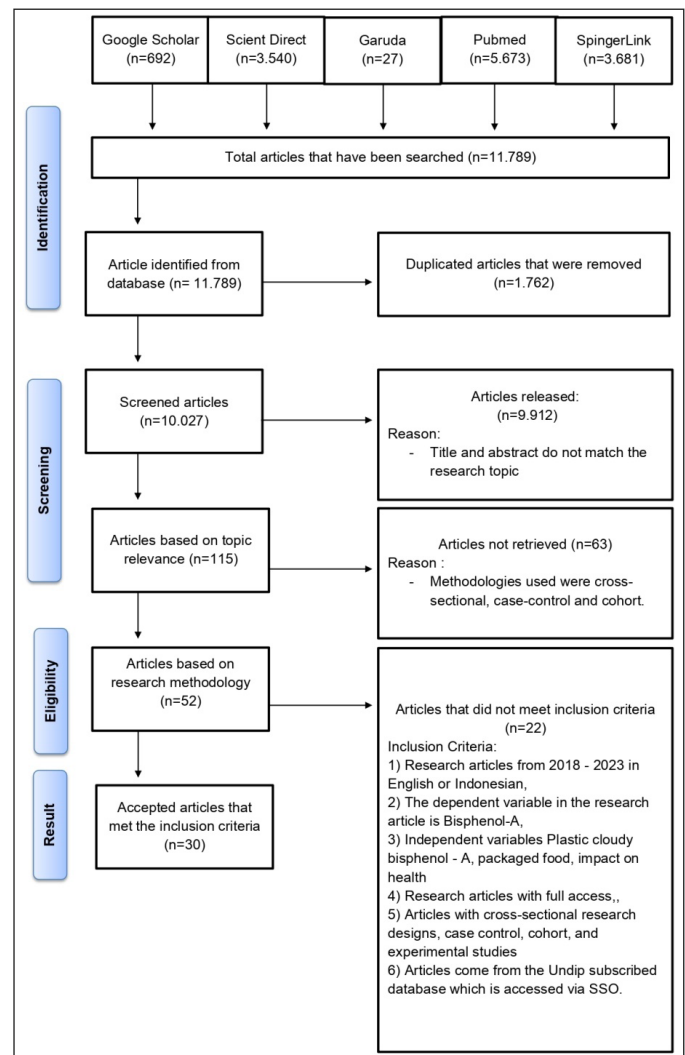 Google Scholar
(n=692)
Scient Direct
(n=3.540)
Garuda
(n=27)
Pubmed
(n=5.673)
SpingerLink
(n=3.681)
Identification
Total articles that have been searched (n=11.789)
Article identified from
database (n= 11.789)
Duplicated articles that were removed
(n=1.762)
Screening
Screened articles
(n=10.027)
Articles released:
(n=9.912)
Reason:
- Title and abstract do not match the
research topic
Articles based on topic
relevance (n=115)
Articles not retrieved (n=63)
Reason :
- Methodologies used were cross-
sectional, case-control and cohort.
Eligibility
Articles based on
research methodology
(n=52)
Articles that did not meet inclusion criteria
(n=22)
Inclusion Criteria:
1) Research articles from 2018 - 2023 in
English or Indonesian,
2) The dependent variable in the research
article is Bisphenol-A,
3) Independent variables Plastic cloudy
bisphenol - A, packaged food, impact on
health
4) Research articles with full access,,
5) Articles with cross-sectional research
designs, case control, cohort, and
experimental studies
6) Articles come from the Undip subscribed
database which is accessed via SSO.
Result
Accepted articles that
met the inclusion criteria
(n=30)